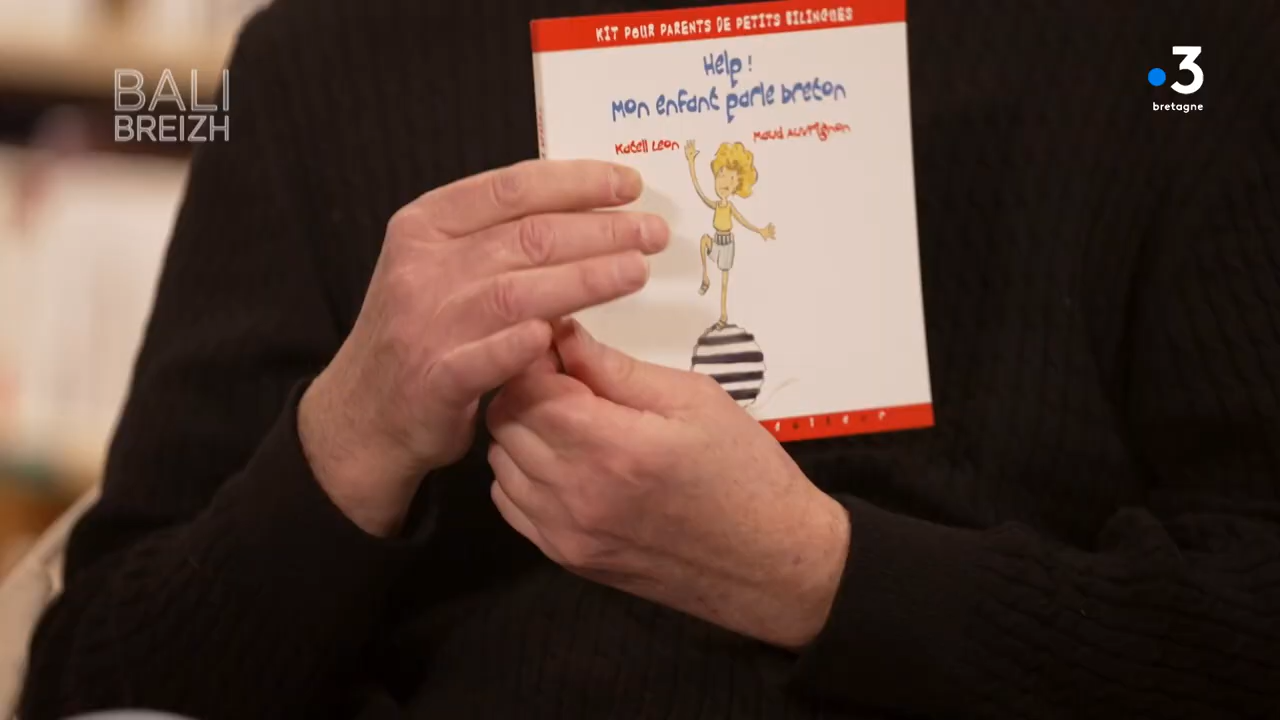 BALI
BREIZH
3
bretagne
KIT POUR PARENTS DE PETITS BILINGUES
Help !
Mon enfant parle breton
Katell Leon
Maud Auvrignon